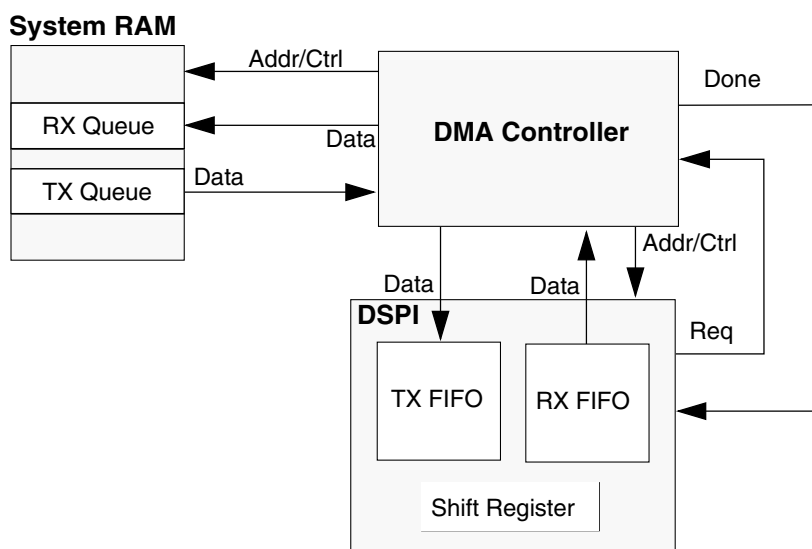 System RAM
Addr/Ctrl
Done
RX Queue
Data
DMA Controller
TX Queue
Data
Addr/Ctrl
Data
Data
DSPI
Req
TX FIFO
RX FIFO
Shift Register